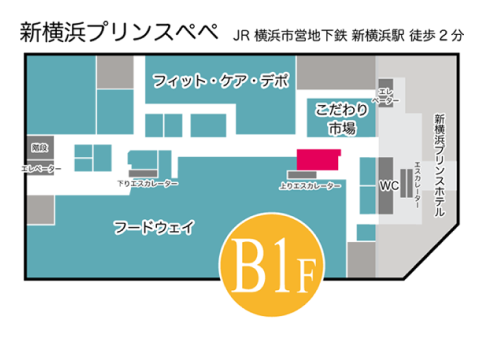 新横浜プリンスペペ JR 横浜市営地下鉄 新横浜駅 徒歩２分
フィット・ケア・デポ
こだわり
市場
エレ
ベーター
新横浜プリンスホテル
階段
エレベーター
下りエスカレーター
上りエスカレーター
WC
エスカレーター
フードウェイ
B1F